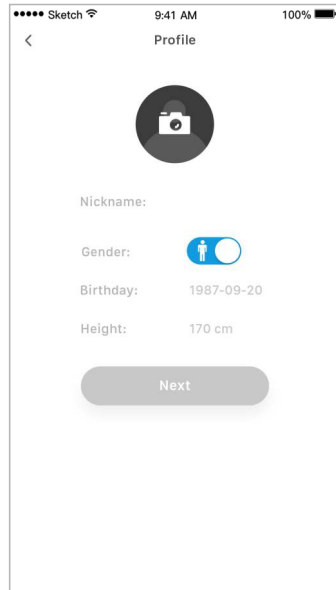 Sketch 9:41 AM 100%
Profile
Nickname:
Gender:
Birthday: 1987-09-20
Height: 170 cm
Next